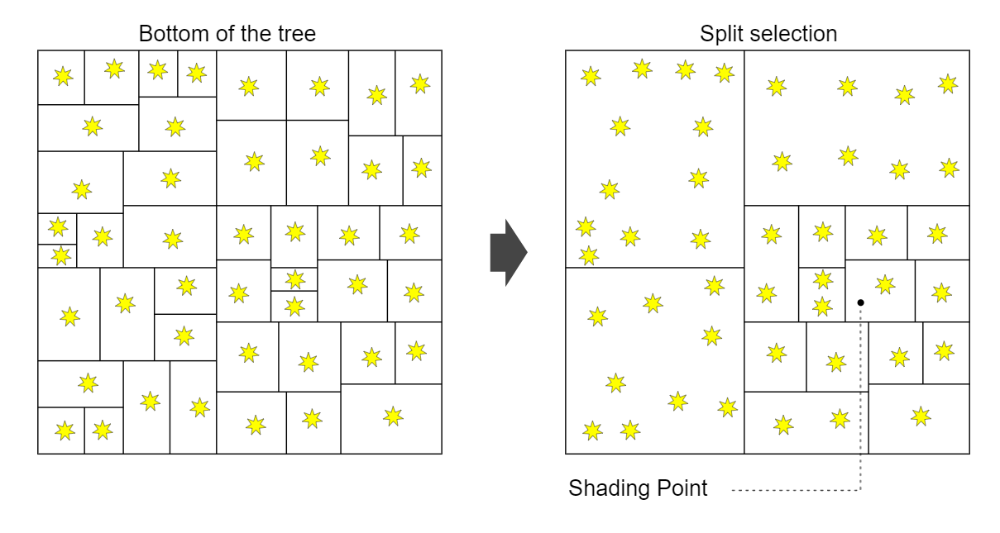 Bottom of the tree
Split selection
Shading Point